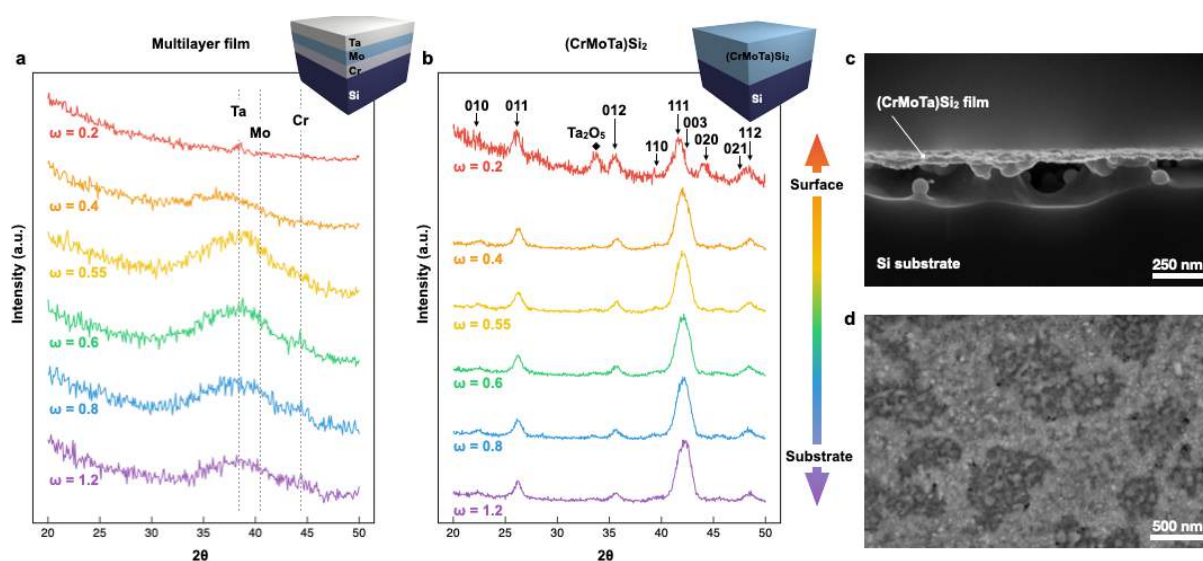 a
Multilayer film
Ta
Mo
Cr
Si
Ta
Mo
Cr
ω = 0.2
ω = 0.4
ω = 0.55
ω = 0.6
ω = 0.8
ω = 1.2
Intensity (a.u.)
20 25 30 35 40 45 50
2θ
b
(CrMoTa)Si₂
(CrMoTa)Si₂
Si
010 011 Ta₂O₅ 012 110 111 003 020 021 112
ω = 0.2
ω = 0.4
ω = 0.55
ω = 0.6
ω = 0.8
ω = 1.2
Intensity (a.u.)
20 25 30 35 40 45 50
2θ
Surface
Substrate
c
(CrMoTa)Si₂ film
Si substrate
250 nm
d
500 nm